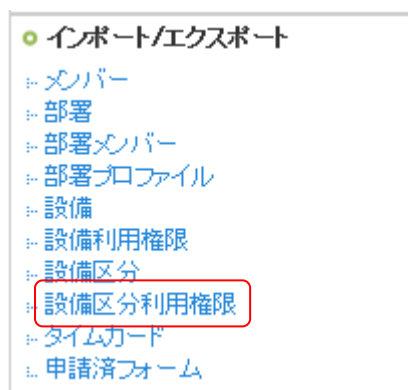 インポート/エクスポート
メンバー
部署
部署メンバー
部署プロファイル
設備
設備利用権限
設備区分
設備区分利用権限
タイムカード
申請済フォーム